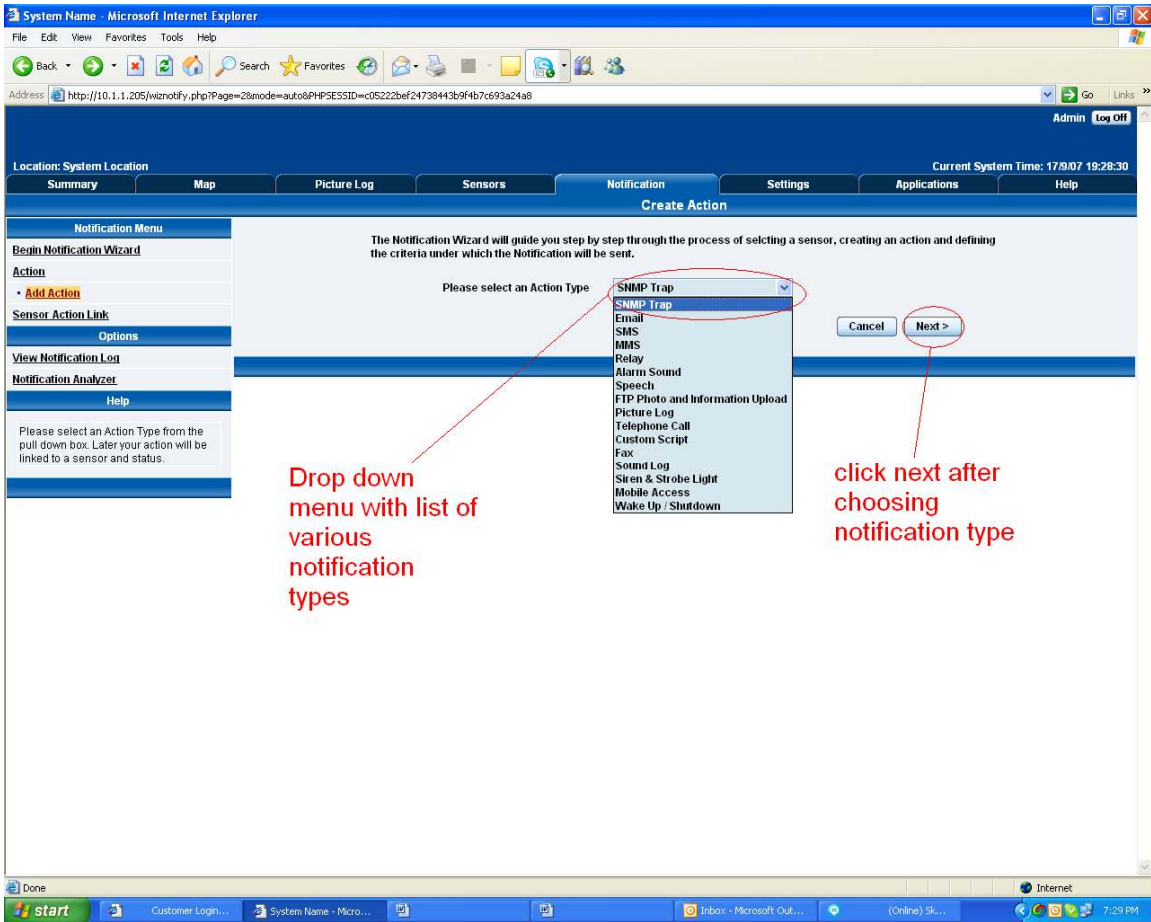 System Name - Microsoft Internet Explorer
File Edit View Favorites Tools Help
Back Search Favorites
Address http://10.1.1.205/wiznotify.php?Page=2&mode=auto&PHPSESSID=c05222bef24738443b9f4b7c693a24a8 Go Links »
Admin Log Off
Location: System Location Current System Time: 17/9/07 19:28:30
Summary Map Picture Log Sensors Notification Settings Applications Help
Create Action
Notification Menu
Begin Notification Wizard
Action
• Add Action
Sensor Action Link
Options
View Notification Log
Notification Analyzer
Help
Please select an Action Type from the
pull down box. Later your action will be
linked to a sensor and status.
The Notification Wizard will guide you step by step through the process of selcting a sensor, creating an action and defining
the criteria under which the Notification will be sent.
Please select an Action Type SNMP Trap
SNMP Trap
Email
SMS
MMS
Relay
Alarm Sound
Speech
FTP Photo and Information Upload
Picture Log
Telephone Call
Custom Script
Fax
Sound Log
Siren & Strobe Light
Mobile Access
Wake Up / Shutdown
Cancel Next >
Drop down
menu with list of
various
notification
types
click next after
choosing
notification type
Done Internet
start Customer Login... System Name - Micro... Inbox - Microsoft Out... (Online) Sk... 7:29 PM